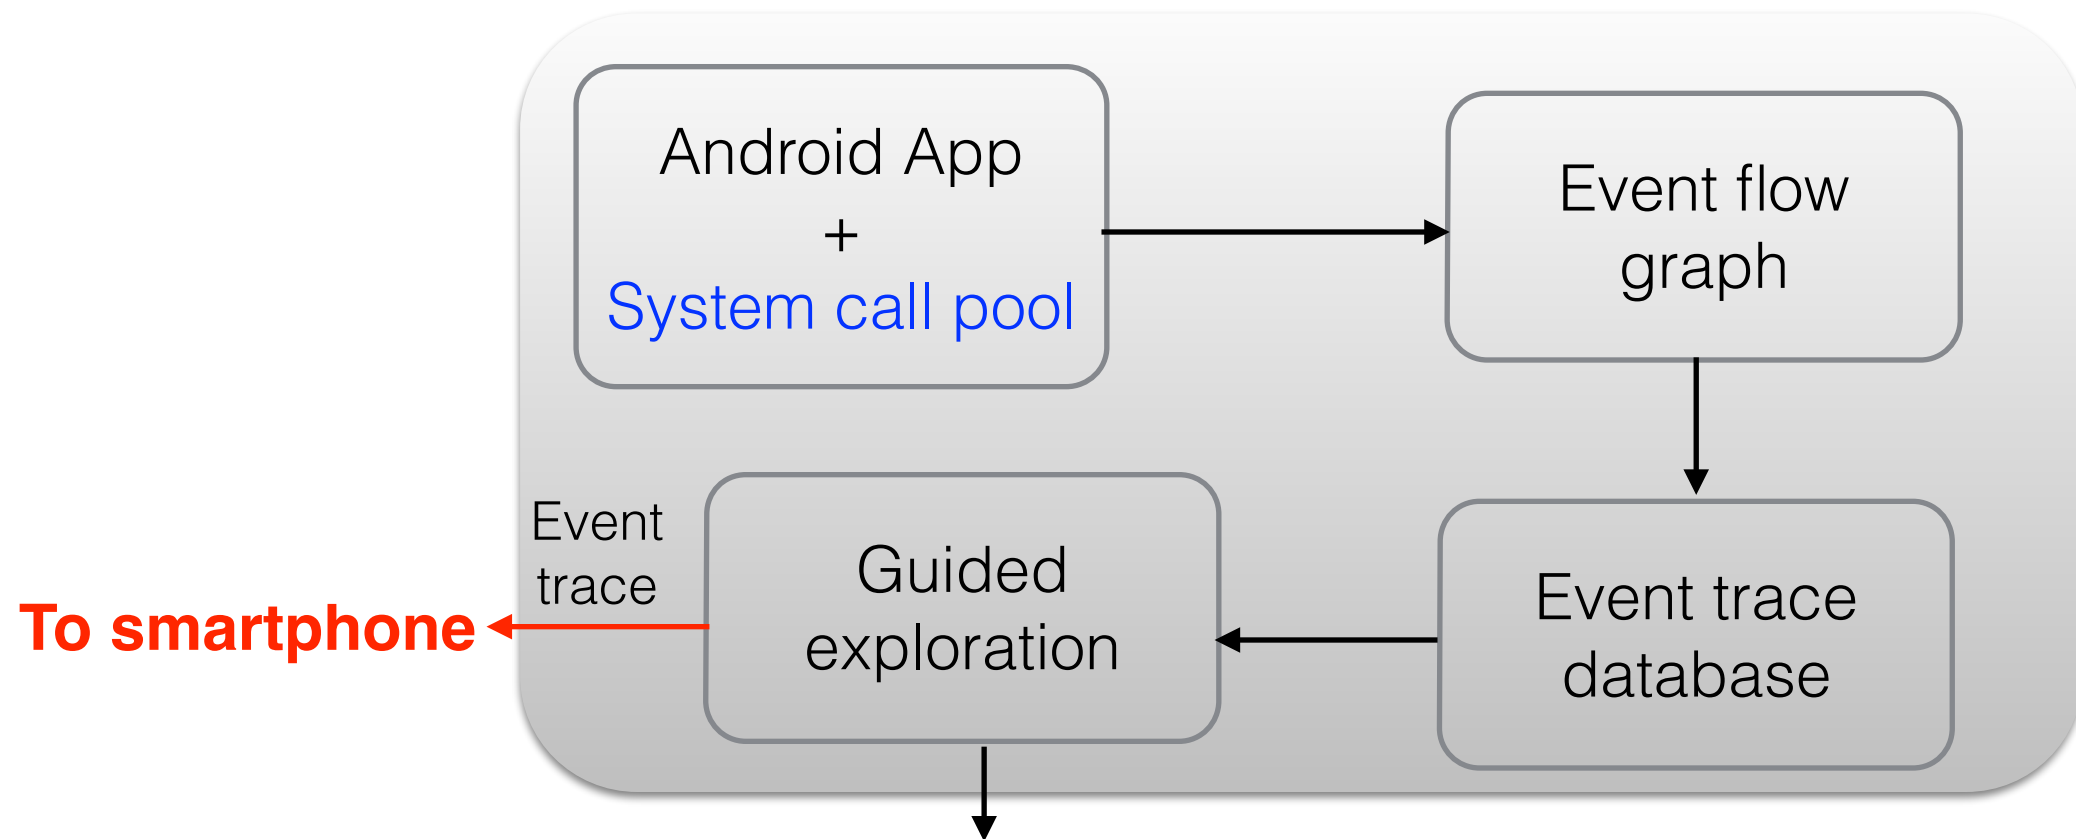 Android App
+
System call pool
Event flow
graph
Event
trace
To smartphone
Guided
exploration
Event trace
database